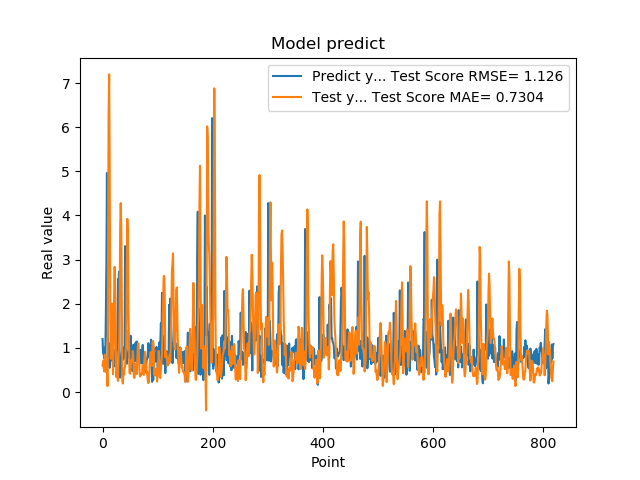 Model predict
Predict y... Test Score RMSE= 1.126
Test y... Test Score MAE= 0.7304
7
6
5
4
3
2
1
0
Real value
0 200 400 600 800
Point